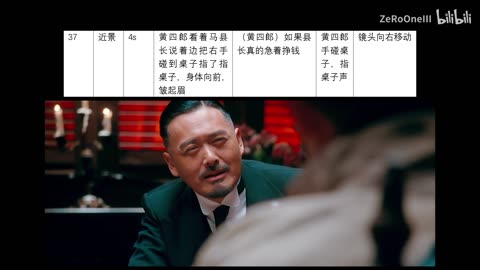 ZeRoOneIII bilibili
37 近景 4s 黄四郎看着马县 （黄四郎）如果县 黄四郎 镜头向右移动
长说着边把右手 长真的急着挣钱 手碰桌
碰到桌子指了指 子，指
桌子，身体向前， 桌子声
皱起眉